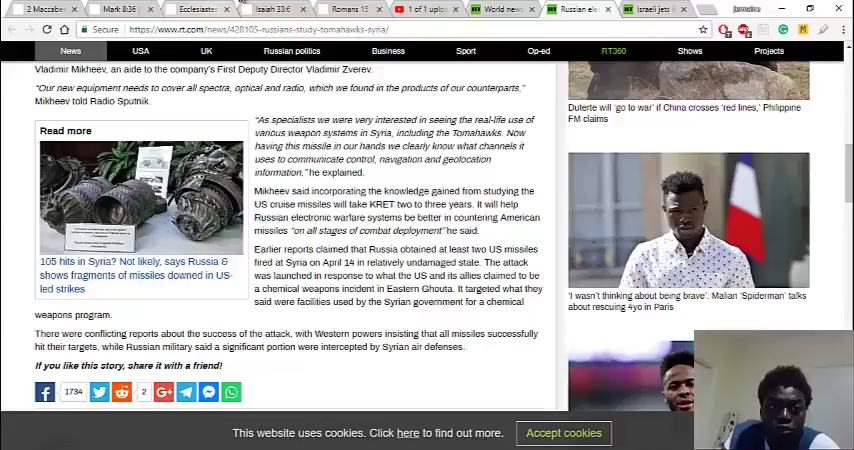 2 Maccabee
Mark 8:36
Ecclesiastes
Isaiah 33:6
Romans 15
1 of 1 uplo
World news
Russian ele
Israeli jets
Secure
https://www.rt.com/news/428105-russians-study-tomahawks-syria/
News USA UK Russian politics Business Sport Op-ed RT360 Shows Projects
Vladimir Mikheev, an aide to the company's First Deputy Director Vladimir Zverev.
"Our new equipment needs to cover all spectra, optical and radio, which we found in the products of our counterparts,"
Mikheev told Radio Sputnik.
Read more
105 hits in Syria? Not likely, says Russia &
shows fragments of missiles downed in US-
led strikes
"As specialists we were very interested in seeing the real-life use of
various weapon systems in Syria, including the Tomahawks. Now
having this missile in our hands we clearly know what channels it
uses to communicate control, navigation and geolocation
information," he explained.
Mikheev said incorporating the knowledge gained from studying the
US cruise missiles will take KRET two to three years. It will help
Russian electronic warfare systems be better in countering American
missiles "on all stages of combat deployment" he said.
Earlier reports claimed that Russia obtained at least two US missiles
fired at Syria on April 14 in relatively undamaged state. The attack
was launched in response to what the US and its allies claimed to be
a chemical weapons incident in Eastern Ghouta. It targeted what they
said were facilities used by the Syrian government for a chemical
weapons program.
There were conflicting reports about the success of the attack, with Western powers insisting that all missiles successfully
hit their targets, while Russian military said a significant portion were intercepted by Syrian air defenses.
If you like this story, share it with a friend!
1734
2
Duterte will 'go to war' if China crosses 'red lines,' Philippine
FM claims
'I wasn't thinking about being brave'. Malian 'Spiderman' talks
about rescuing 4yo in Paris
This website uses cookies. Click here to find out more.
Accept cookies